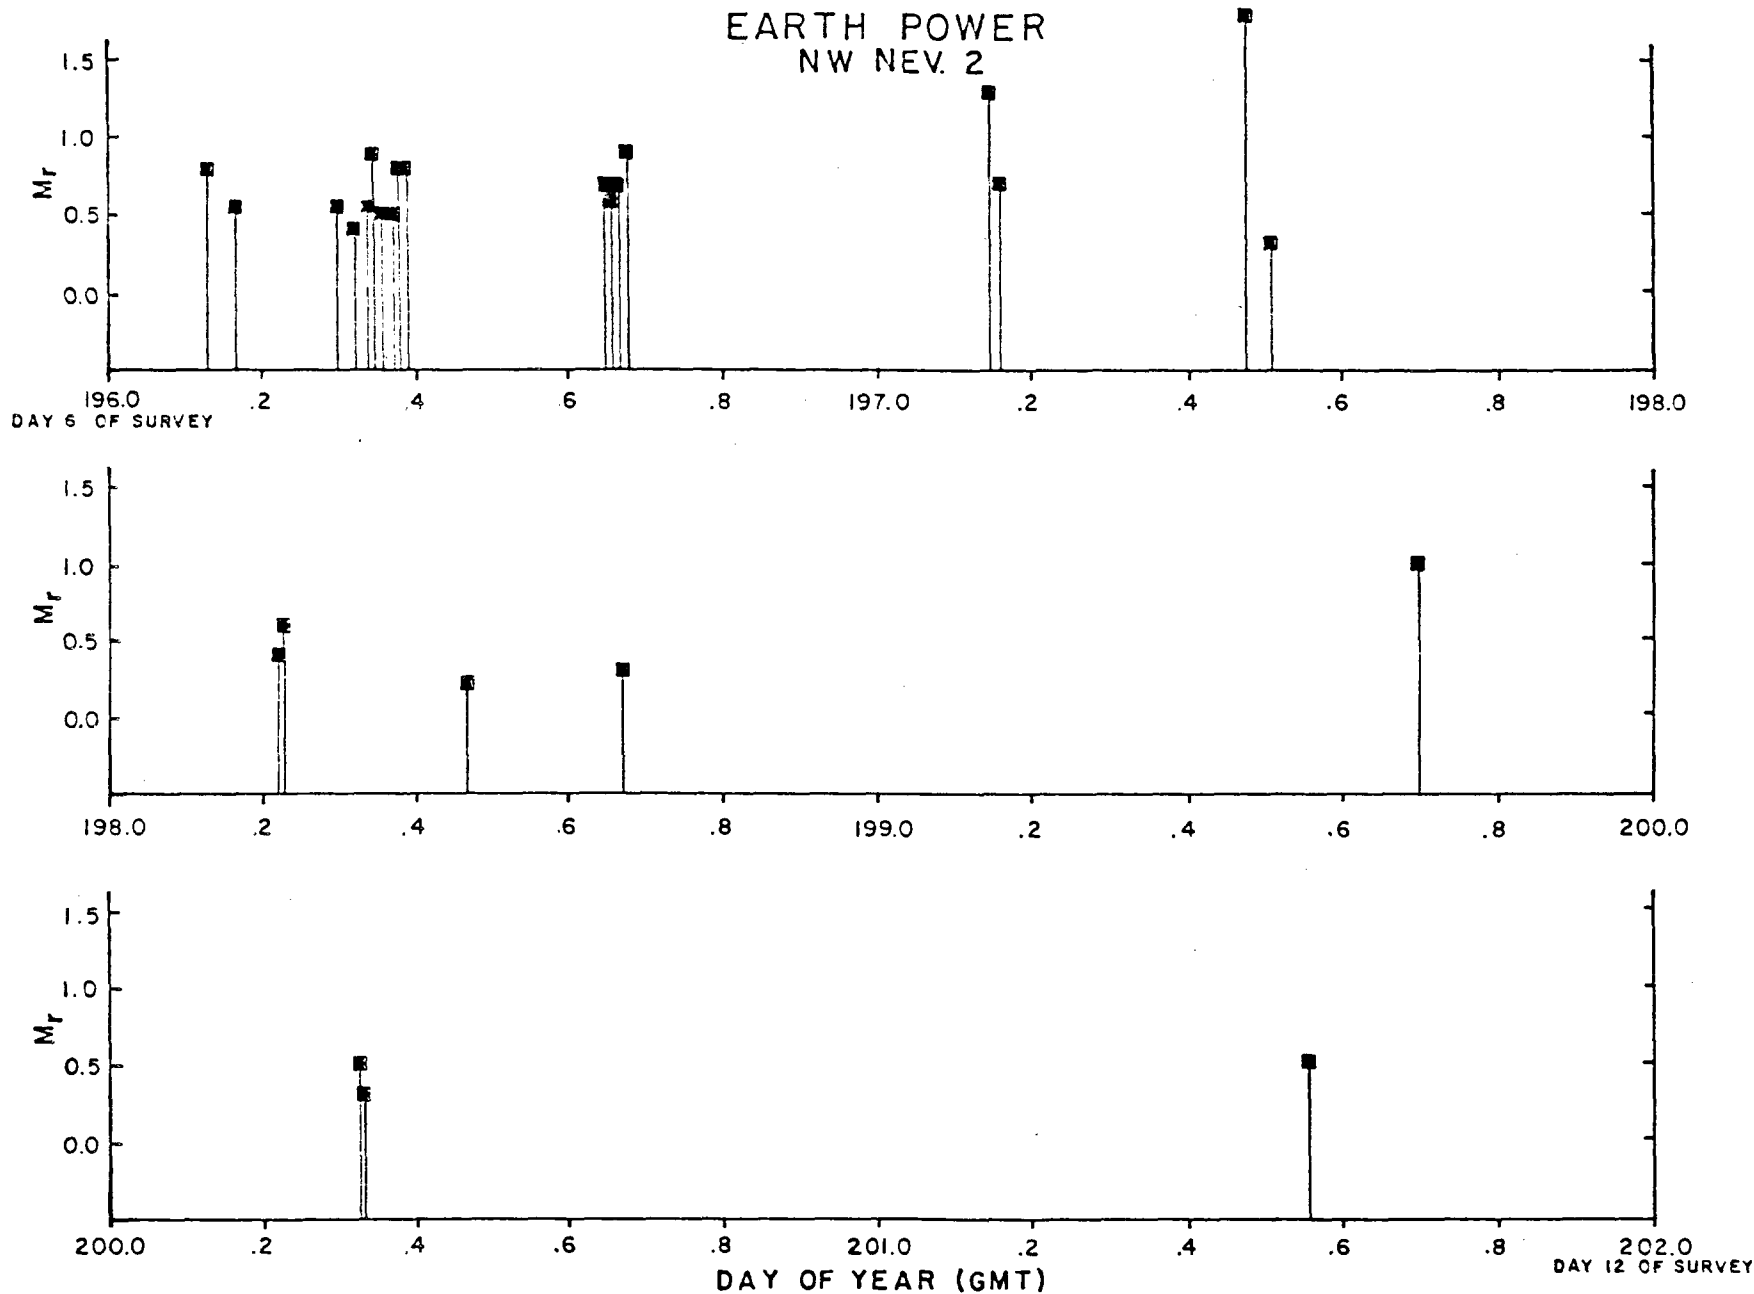 EARTH POWER
NW NEV. 2
1.5
1.0
0.5
0.0
Mr
196.0 .2 .4 .6 .8 197.0 .2 .4 .6 .8 198.0
DAY 6 OF SURVEY
1.5
1.0
0.5
0.0
Mr
198.0 .2 .4 .6 .8 199.0 .2 .4 .6 .8 200.0
1.5
1.0
0.5
0.0
Mr
200.0 .2 .4 .6 .8 201.0 .2 .4 .6 .8 202.0
DAY 12 OF SURVEY
DAY OF YEAR (GMT)